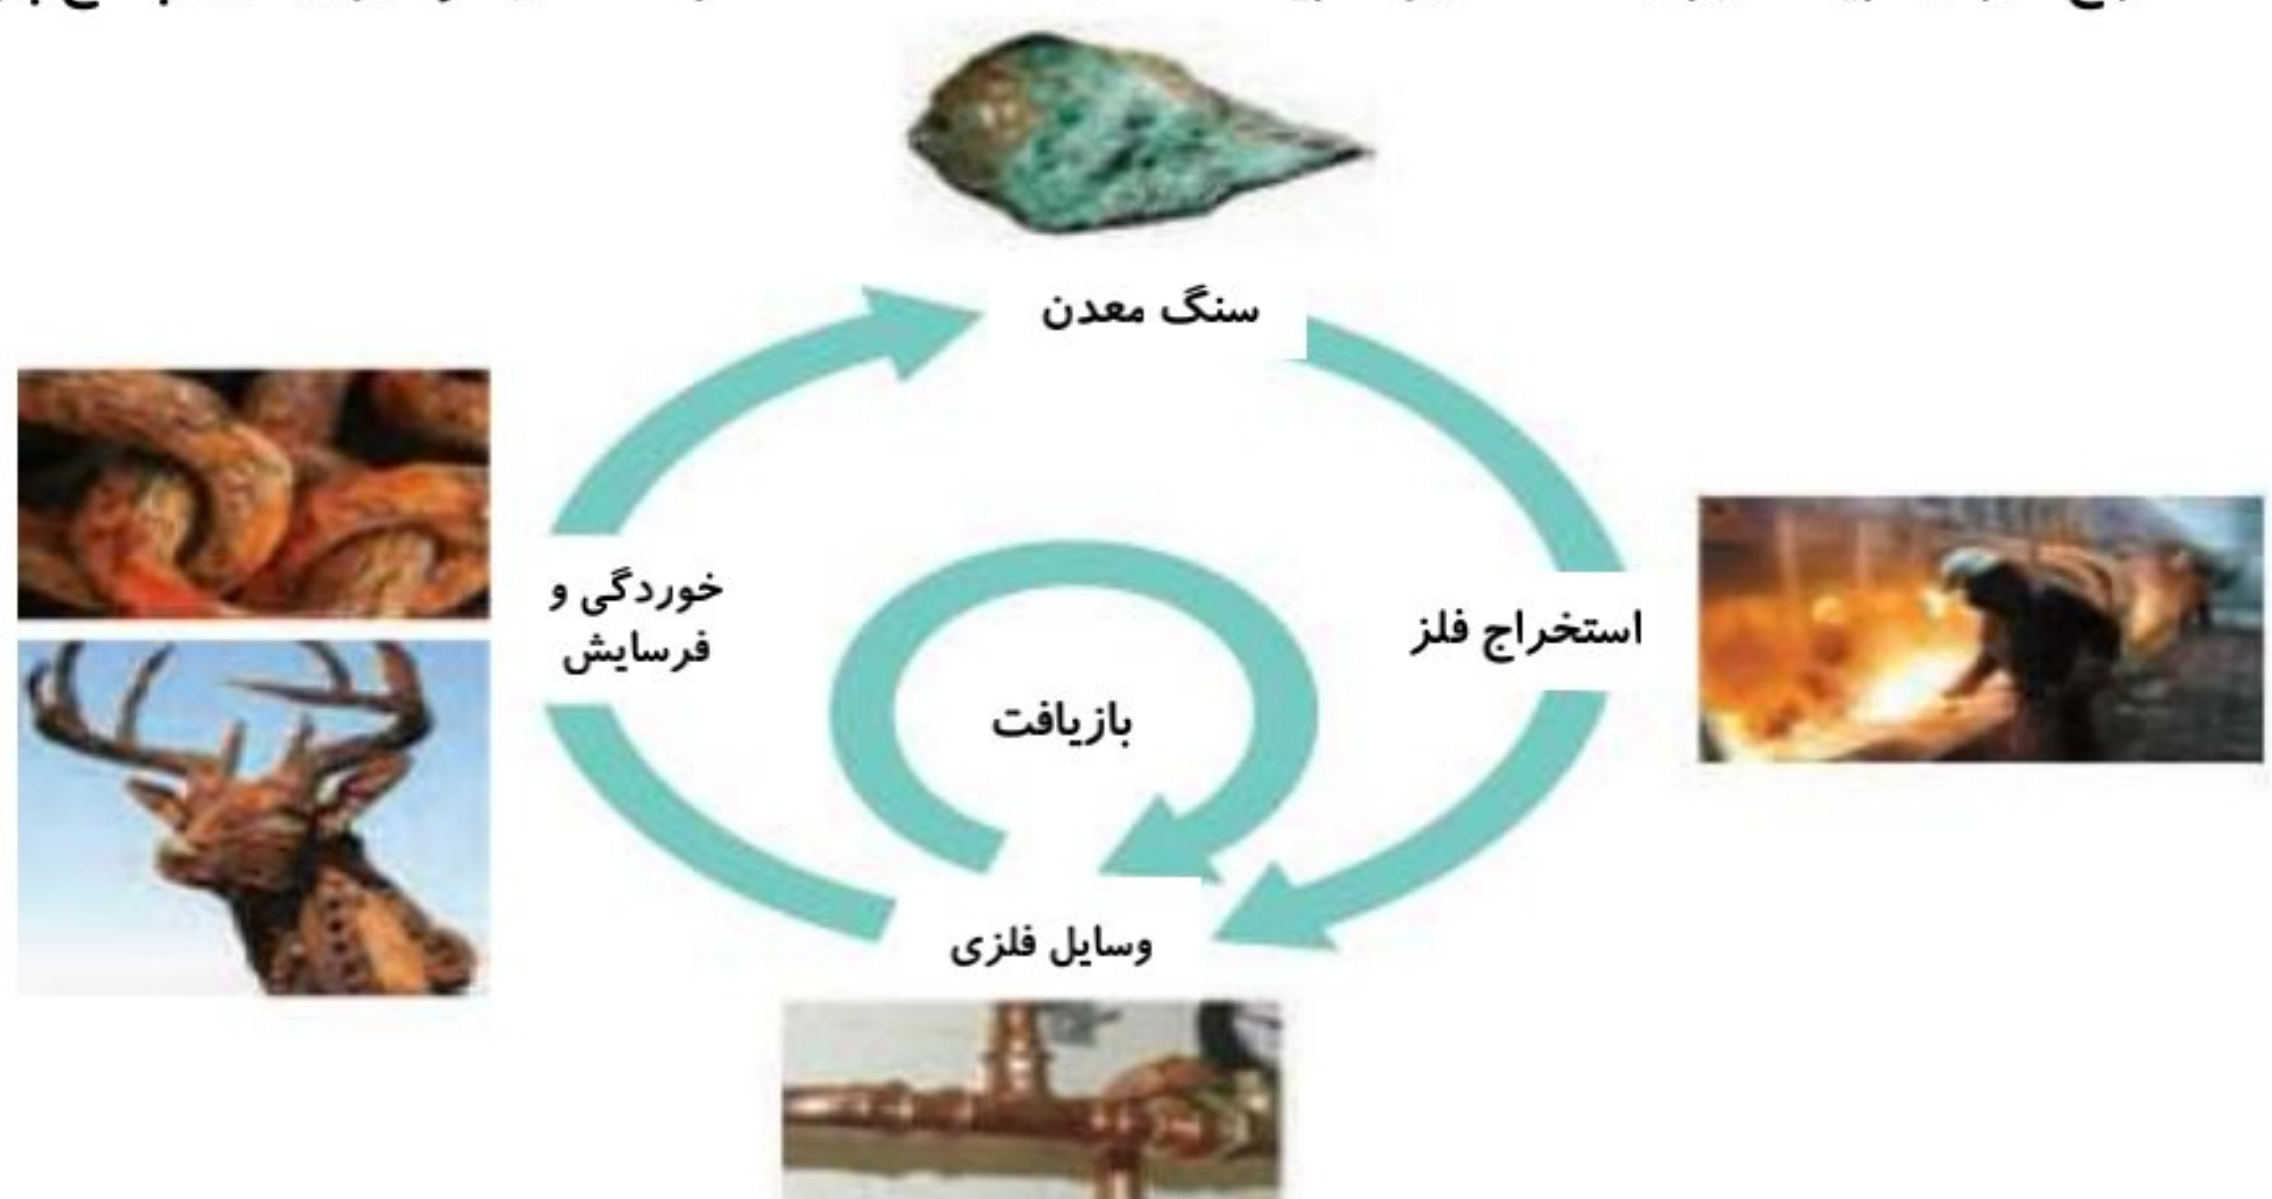 سنگ معدن
خوردگی و
فرسایش
استخراج فلز
بازیافت
وسایل فلزی